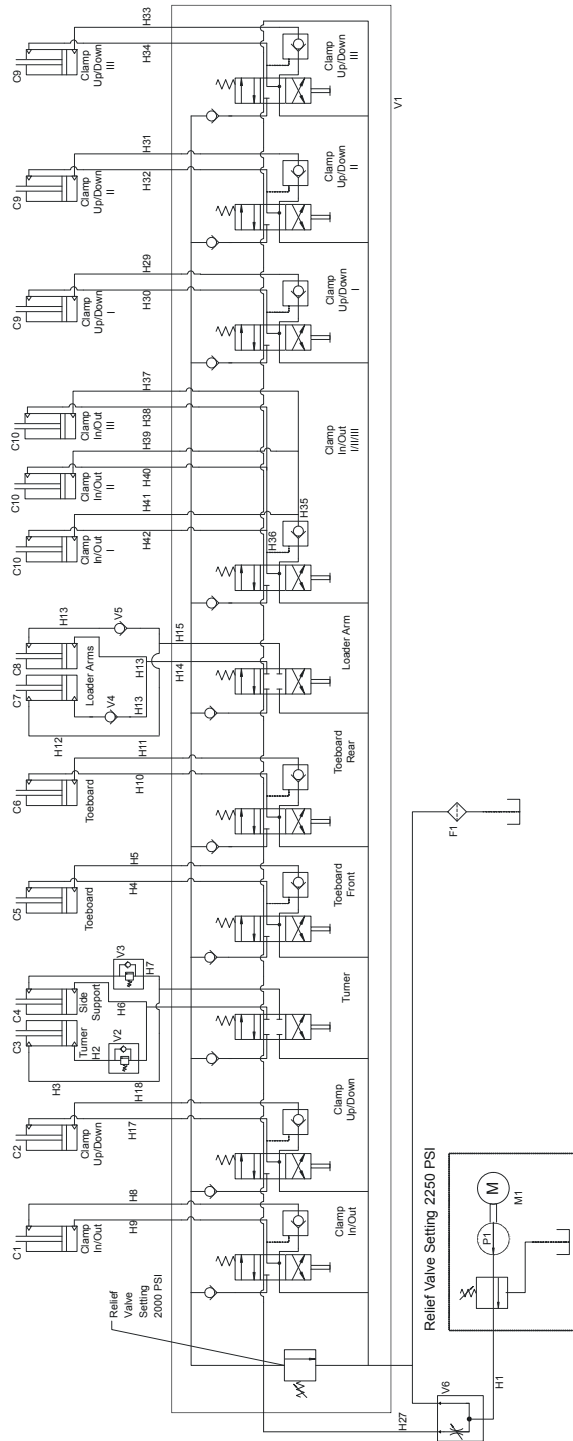 C1
Clamp
In/Out
H9
H8
C2
Clamp
Up/Down
H17
H18
H3
C3
Turner
H2
V2
C4
Side
Support
H6
V3
H7
C5
Toeboard
H4
H5
C6
Toeboard
H10
H11
H12
C7
C8
Loader Arms
V4
H13
H13
H13
V5
H14
H15
C10
Clamp
In/Out
I
H42
H41
C10
Clamp
In/Out
II
H40
H39
C10
Clamp
In/Out
III
H38
H37
C9
Clamp
Up/Down
I
H30
H29
C9
Clamp
Up/Down
II
H32
H31
C9
Clamp
Up/Down
III
H34
H33
Relief
Valve
Setting
2000 PSI
Clamp
In/Out
Clamp
Up/Down
Turner
Toeboard
Front
Toeboard
Rear
Loader Arm
H36
H35
Clamp
In/Out
I/II/III
Clamp
Up/Down
I
Clamp
Up/Down
II
Clamp
Up/Down
III
V1
H27
V6
H1
Relief Valve Setting 2250 PSI
P1
M
M1
F1